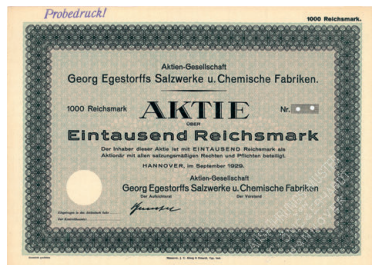 Probedruck!
1000 Reichsmark.
Aktien-Gesellschaft
Georg Egestorffs Salzwerke u. Chemische Fabriken.
1000 Reichsmark AKTIE Nr.
ÜBER
Eintausend Reichsmark
Der Inhaber dieser Aktie ist mit EINTAUSEND Reichsmark als
Aktionär mit allen satzungsmäßigen Rechten und Pflichten beteiligt.
HANNOVER, im September 1929.
Aktien-Gesellschaft
Georg Egestorffs Salzwerke u. Chemische Fabriken
Der Aufsichtsrat Der Vorstand